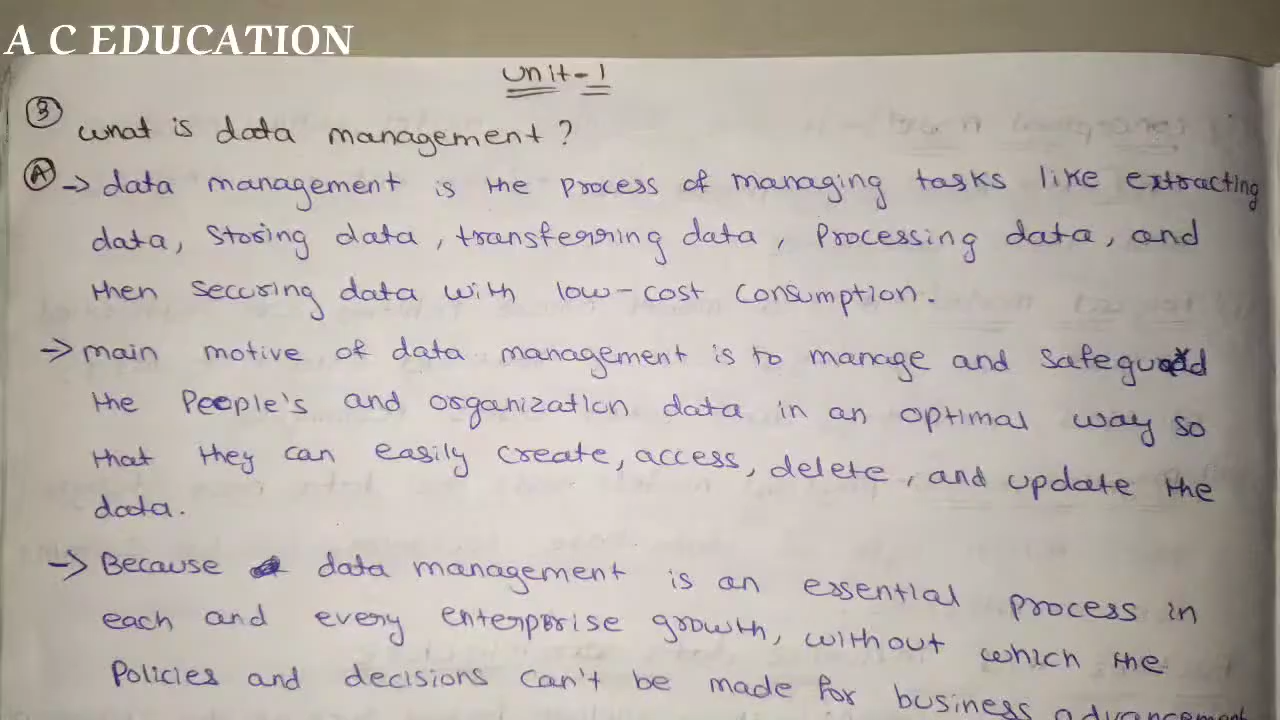 A C EDUCATION
Unit-1
3
what is data management?
A
→ data management is the process of managing tasks like extracting
data, storing data, transferring data, processing data, and
then securing data with low-cost consumption.
→ main motive of data management is to manage and safeguard
the People's and organization data in an optimal way so
that they can easily create, access, delete, and update the
data.
→ Because data management is an essential process in
each and every enterprise growth, without which the
Policies and decisions can't be made for business advancement